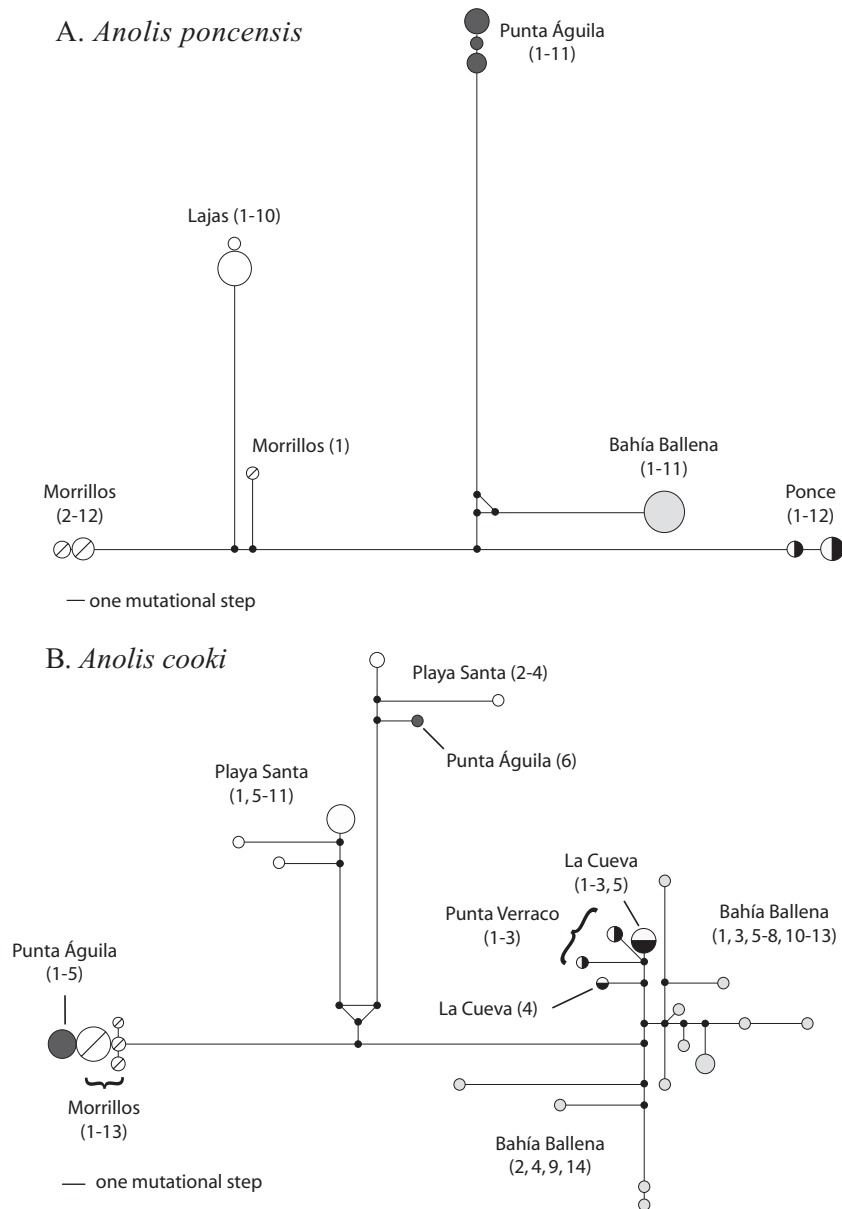 A. Anolis poncensis
Punta Águila
(1-11)
Lajas (1-10)
Morrillos (1)
Bahía Ballena
(1-11)
Morrillos
(2-12)
Ponce
(1-12)
— one mutational step
B. Anolis cooki
Playa Santa (2-4)
Punta Águila (6)
Playa Santa
(1, 5-11)
La Cueva
(1-3, 5)
Punta Verraco
(1-3)
Bahía Ballena
(1, 3, 5-8, 10-13)
Punta Águila
(1-5)
La Cueva (4)
Morrillos
(1-13)
Bahía Ballena
(2, 4, 9, 14)
— one mutational step